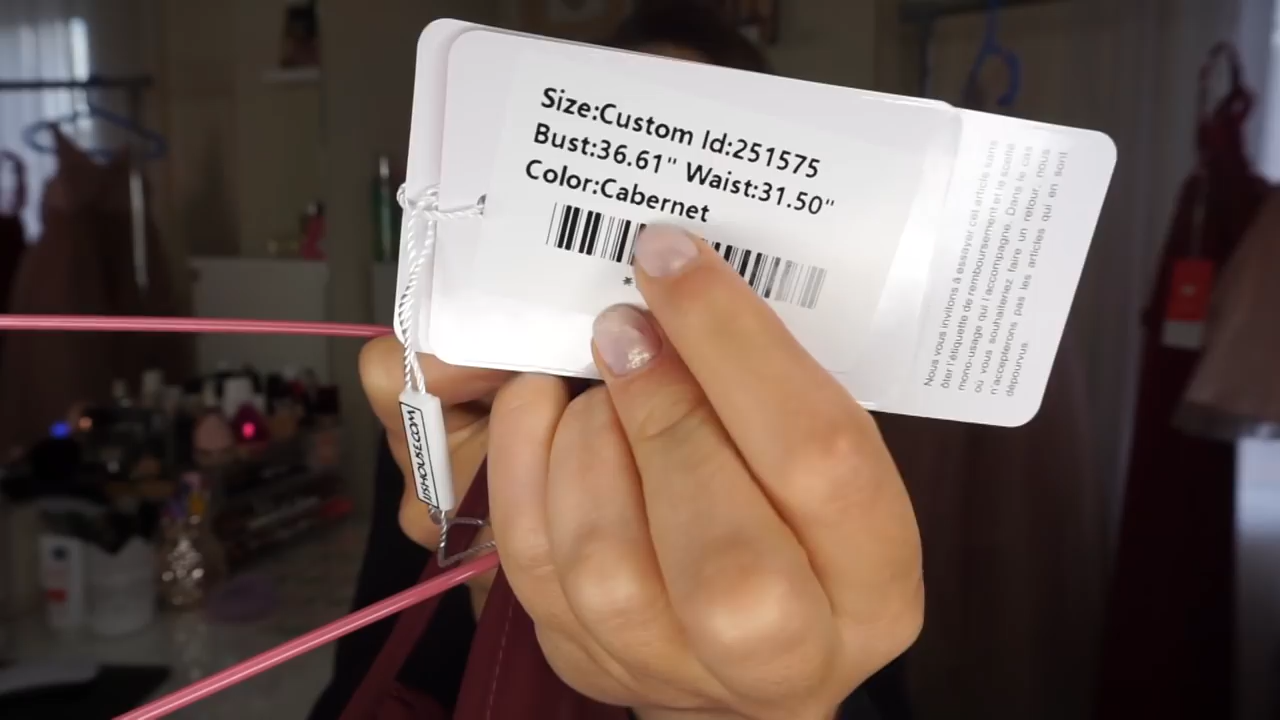 Size:Custom Id:251575
Bust:36.61" Waist:31.50"
Color:Cabernet
*
Nous vous invitons à essayer cet article sans
ôter l'étiquette de remboursement et le scellé
mono-usage qui l'accompagne. Dans le cas
où vous souhaiteriez faire un retour, nous
n'accepterons pas les articles qui en sont
dépourvus.
JJSHOUSE.COM